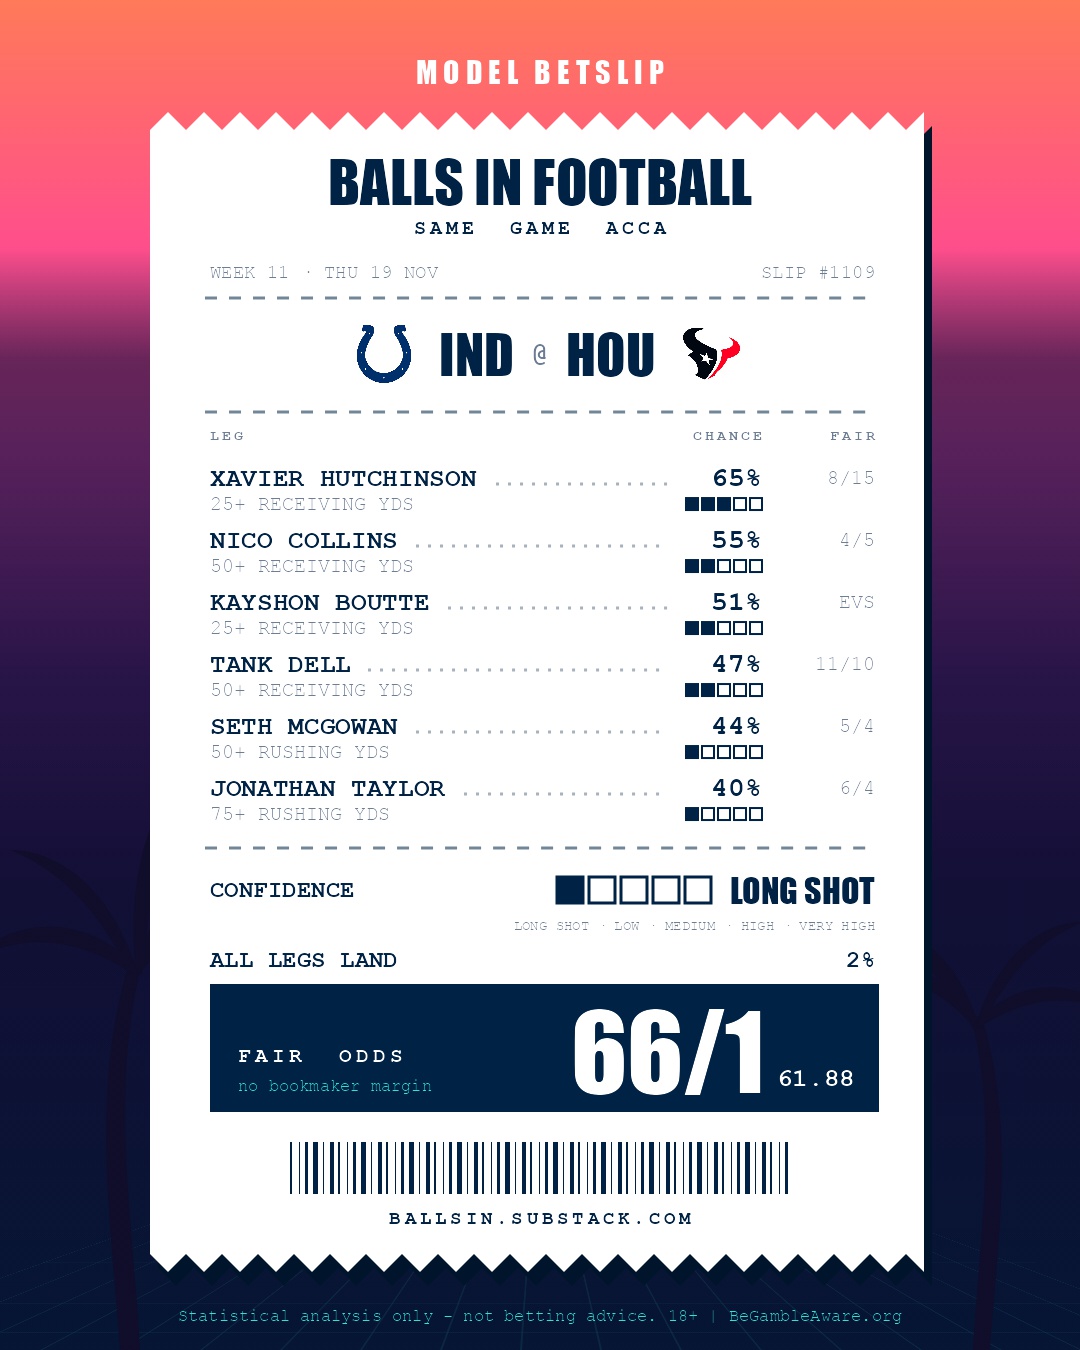 MODEL BETSLIP
BALLS IN FOOTBALL
SAME GAME ACCA
WEEK 11 · THU 19 NOV SLIP #1109
IND @ HOU
LEG CHANCE FAIR
XAVIER HUTCHINSON ...................... 65% 8/15
25+ RECEIVING YDS
NICO COLLINS ............................... 55% 4/5
50+ RECEIVING YDS
KAYSHON BOUTTE ............................ 51% EVS
25+ RECEIVING YDS
TANK DELL ..................................... 47% 11/10
50+ RECEIVING YDS
SETH MCGOWAN ............................... 44% 5/4
50+ RUSHING YDS
JONATHAN TAYLOR ......................... 40% 6/4
75+ RUSHING YDS
CONFIDENCE LONG SHOT
LONG SHOT · LOW · MEDIUM · HIGH · VERY HIGH
ALL LEGS LAND 2%
FAIR ODDS 66/1 61.88
no bookmaker margin
BALLSIN.SUBSTACK.COM
Statistical analysis only - not betting advice. 18+ | BeGambleAware.org